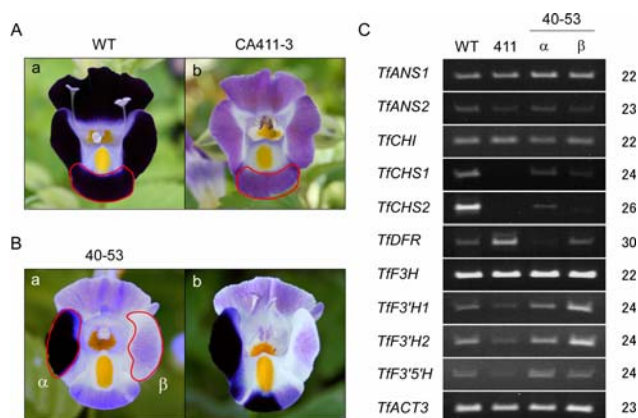 A
WT
CA411-3
a
b
B
40-53
a
b
α
β
C
40-53
WT 411 α β
TfANS1 22
TfANS2 23
TfCHI 22
TfCHS1 24
TfCHS2 26
TfDFR 30
TfF3H 22
TfF3'H1 24
TfF3'H2 24
TfF3'5'H 24
TfACT3 23